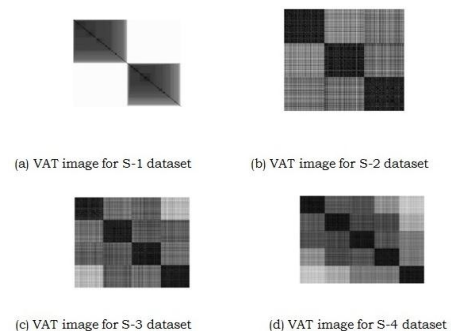 (a) VAT image for S-1 dataset
(b) VAT image for S-2 dataset
(c) VAT image for S-3 dataset
(d) VAT image for S-4 dataset